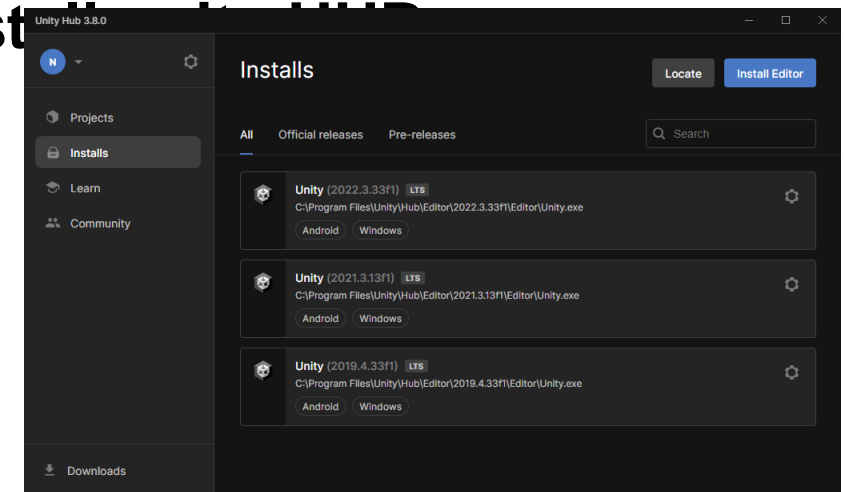 Unity Hub 3.8.0
N
Installs
Locate
Install Editor
Projects
Installs
Learn
Community
All Official releases Pre-releases
Search
Unity (2022.3.33f1) LTS
C:\Program Files\Unity\Hub\Editor\2022.3.33f1\Editor\Unity.exe
Android Windows
Unity (2021.3.13f1) LTS
C:\Program Files\Unity\Hub\Editor\2021.3.13f1\Editor\Unity.exe
Android Windows
Unity (2019.4.33f1) LTS
C:\Program Files\Unity\Hub\Editor\2019.4.33f1\Editor\Unity.exe
Android Windows
Downloads